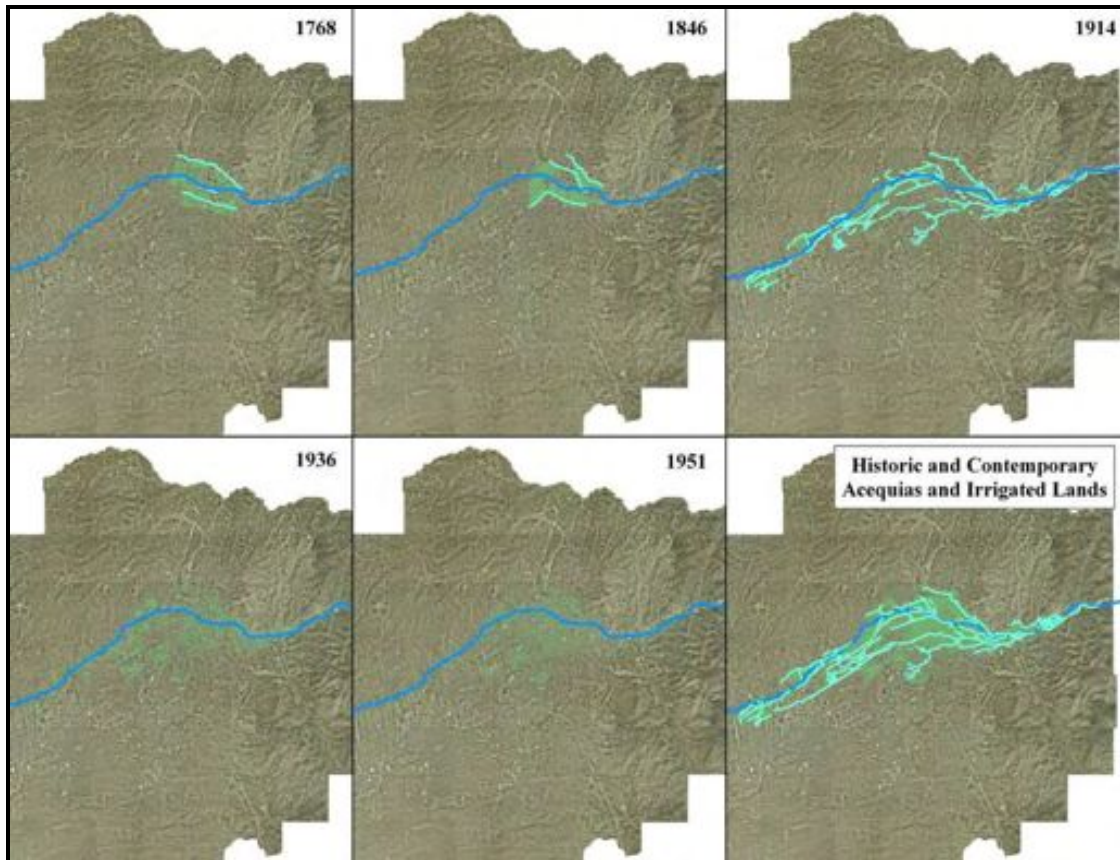 1768
1846
1914
1936
1951
Historic and Contemporary
Acequias and Irrigated Lands